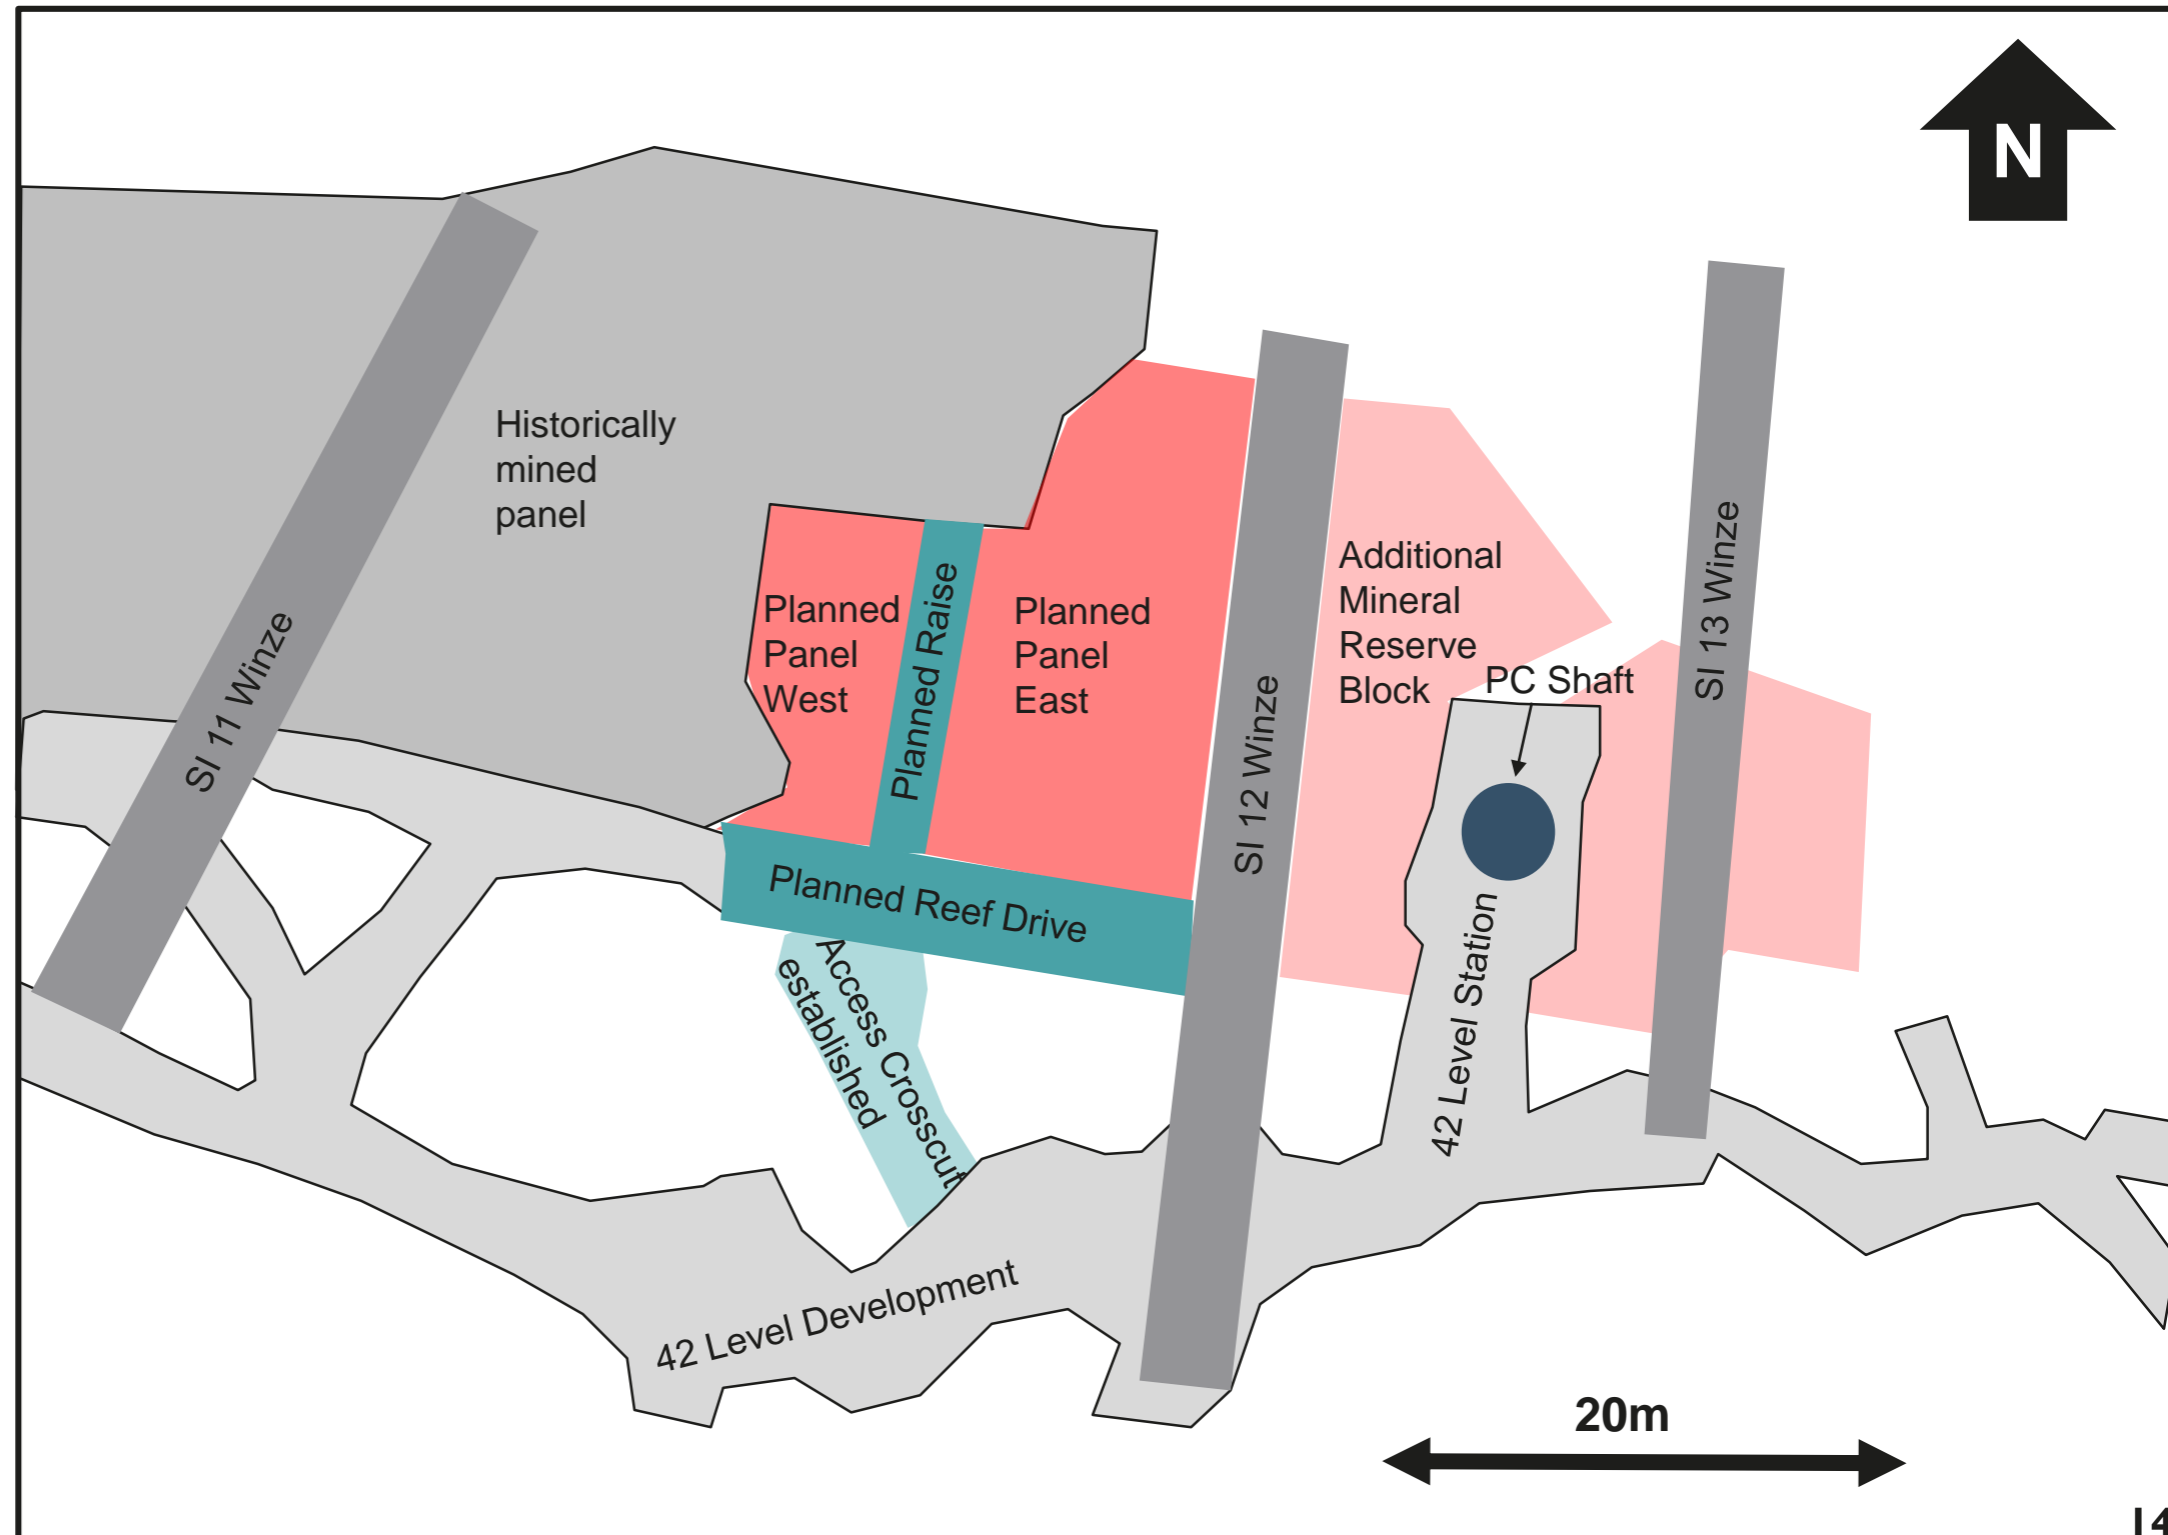 N
Historically
mined
panel
SI 11 Winze
Planned
Panel
West
Planned Raise
Planned
Panel
East
SI 12 Winze
Additional
Mineral
Reserve
Block
PC Shaft
SI 13 Winze
Planned Reef Drive
Access Crosscut
established
42 Level Station
42 Level Development
20m
14